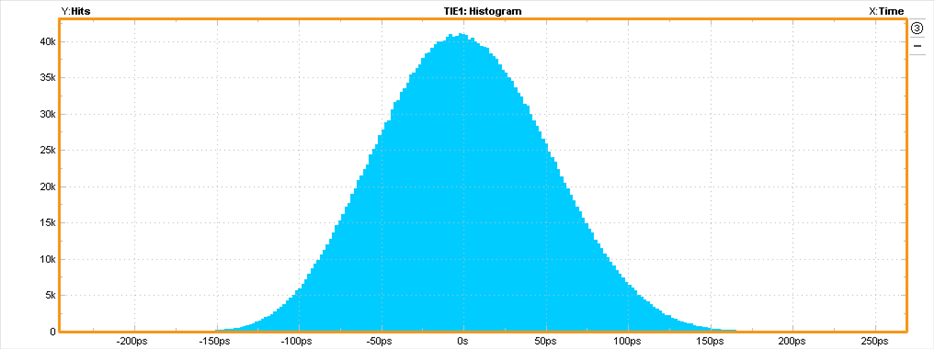 Y:Hits TIE1: Histogram X:Time
3
40k
35k
30k
25k
20k
15k
10k
5k
0
-200ps -150ps -100ps -50ps 0s 50ps 100ps 150ps 200ps 250ps